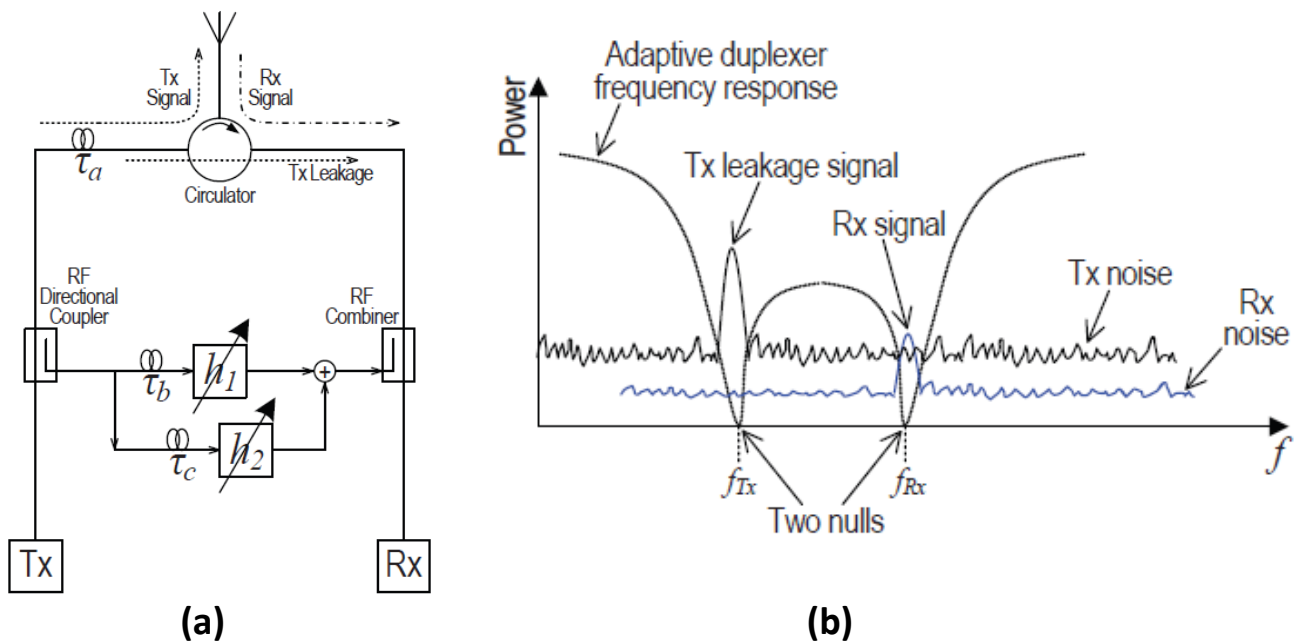 Tx
Signal
Rx
Signal
τa
Tx Leakage
Circulator
RF
Directional
Coupler
RF
Combiner
τb
h1
+
τc
h2
Tx
Rx
(a)
Adaptive duplexer
frequency response
Power
Tx leakage signal
Rx signal
Tx noise
Rx
noise
fTx
fRx
f
Two nulls
(b)